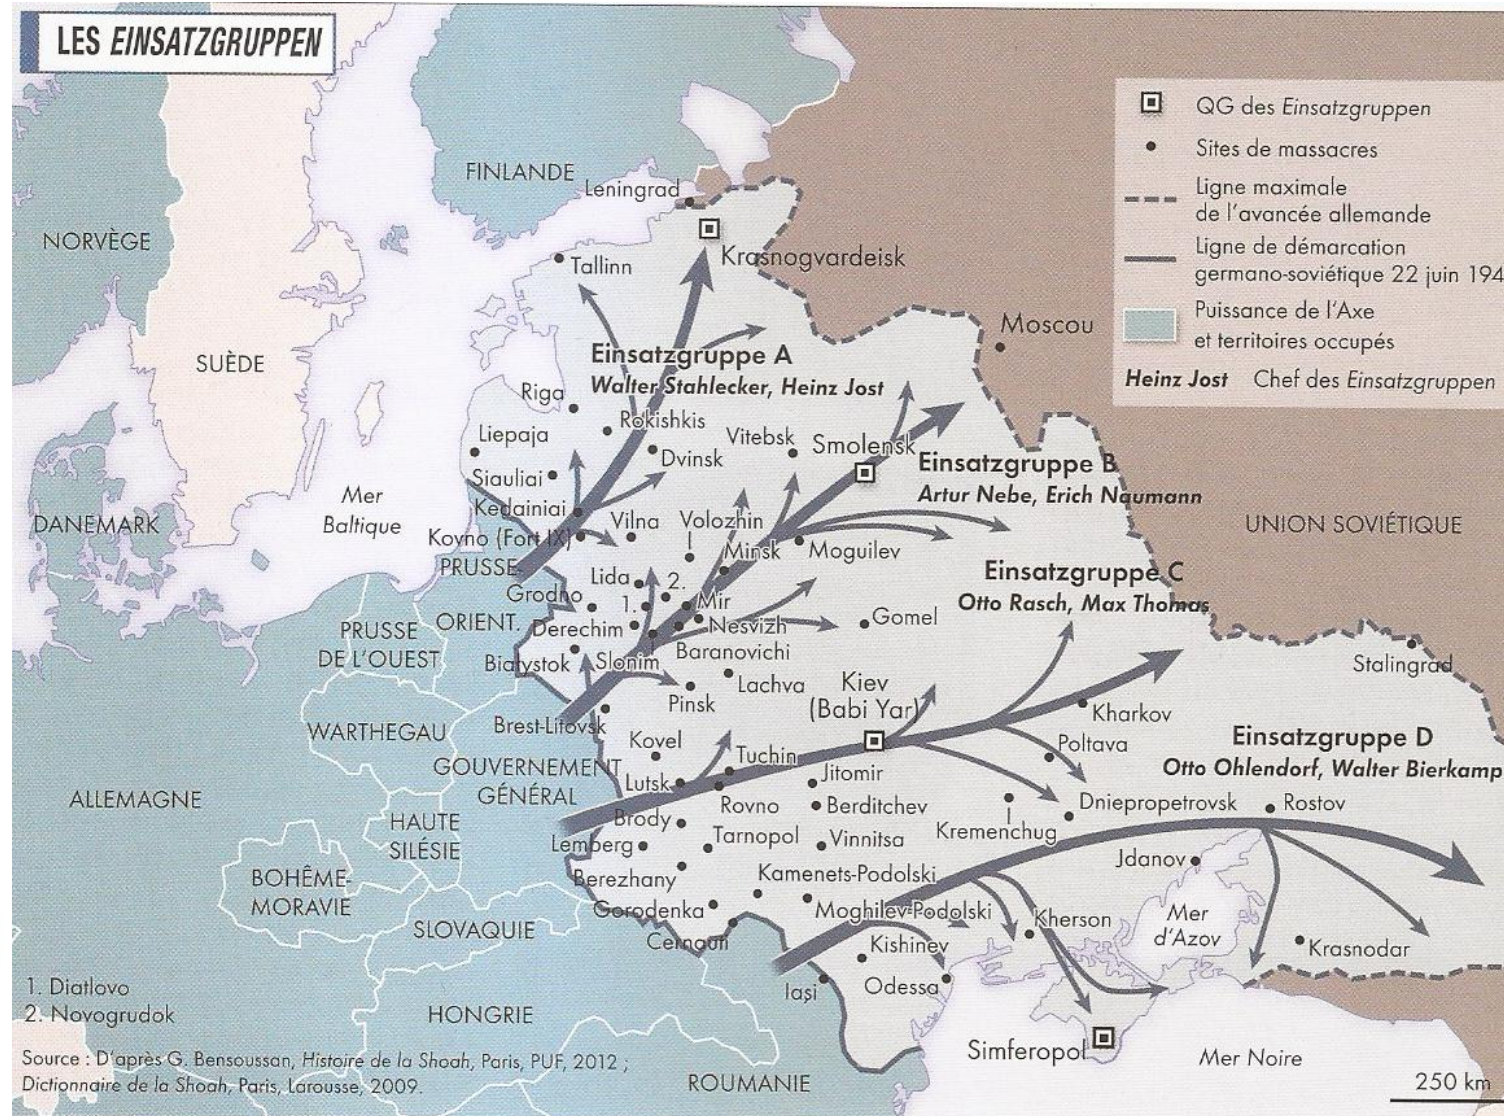 LES EINSATZGRUPPEN
QG des Einsatzgruppen
Sites de massacres
Ligne maximale
de l'avancée allemande
Ligne de démarcation
germano-soviétique 22 juin 194
Puissance de l'Axe
et territoires occupés
Heinz Jost Chef des Einsatzgruppen
FINLANDE
Leningrad
NORVÈGE
Krasnogvardeisk
Tallinn
Moscou
SUÈDE
Einsatzgruppe A
Walter Stahlecker, Heinz Jost
Riga
Rokishkis
Liepaja
Vitebsk
Smolensk
Dvinsk
Siauliai
Einsatzgruppe B
Artur Nebe, Erich Naumann
Mer
Baltique
Kedainiai
DANEMARK
Vilna
Volozhin
UNION SOVIÉTIQUE
Kovno (Fort IX)
Minsk
Moguilev
PRUSSE-
ORIENT.
Einsatzgruppe C
Otto Rasch, Max Thomas
Lida
2.
Grodno
1.
Mir
Gomel
PRUSSE
DE L'OUEST
Derechim
Nesvizh
Baranovichi
Białystok
Slonim
Stalingrad
Lachva
Pinsk
Kiev
(Babi Yar)
Kharkov
Brest-Litovsk
WARTHEGAU
Kovel
Poltava
Einsatzgruppe D
Otto Ohlendorf, Walter Bierkamp
Tuchin
GOUVERNEMENT
GÉNÉRAL
Lutsk
Jitomir
ALLEMAGNE
Rovno
Berditchev
Dniepropetrovsk
Rostov
Brody
HAUTE
SILÉSIE
Tarnopol
Vinnitsa
Kremenchug
Lemberg
Jdanov
BOHÊME-
MORAVIE
Berezhany
Kamenets-Podolski
Gorodenka
Moghilev-Podolski
Kherson
Mer
d'Azov
SLOVAQUIE
Cernauti
Kishinev
Krasnodar
Iași
Odessa
1. Diatlovo
2. Novogrudok
HONGRIE
Simferopol
Mer Noire
Source : D'après G. Bensoussan, Histoire de la Shoah, Paris, PUF, 2012 ;
Dictionnaire de la Shoah, Paris, Larousse, 2009.
ROUMANIE
250 km